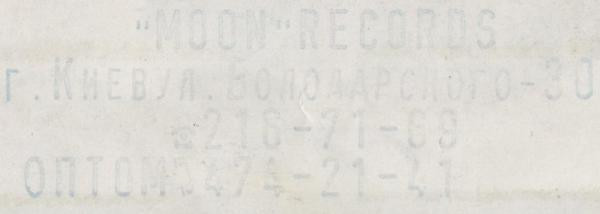 "MOON" RECORDS
г. Киев ул. Володарского-30
☎216-71-69
ОПТОМ 474-21-41